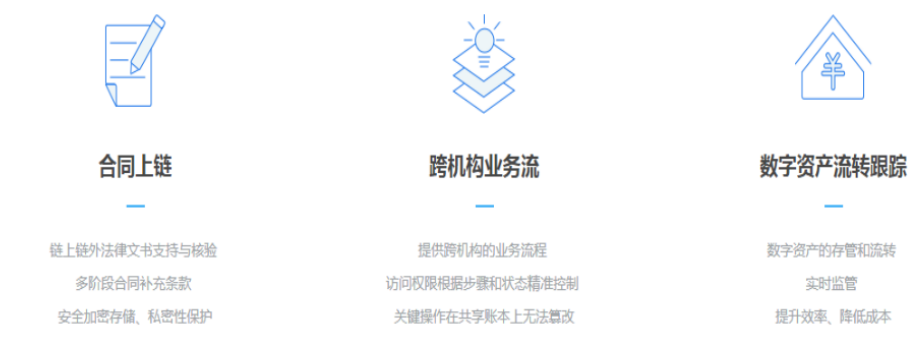 合同上链
链上链外法律文书支持与核验
多阶段合同补充条款
安全加密存储、私密性保护
跨机构业务流
提供跨机构的业务流程
访问权限根据步骤和状态精准控制
关键操作在共享账本上无法篡改
数字资产流转跟踪
数字资产的存管和流转
实时监管
提升效率、降低成本